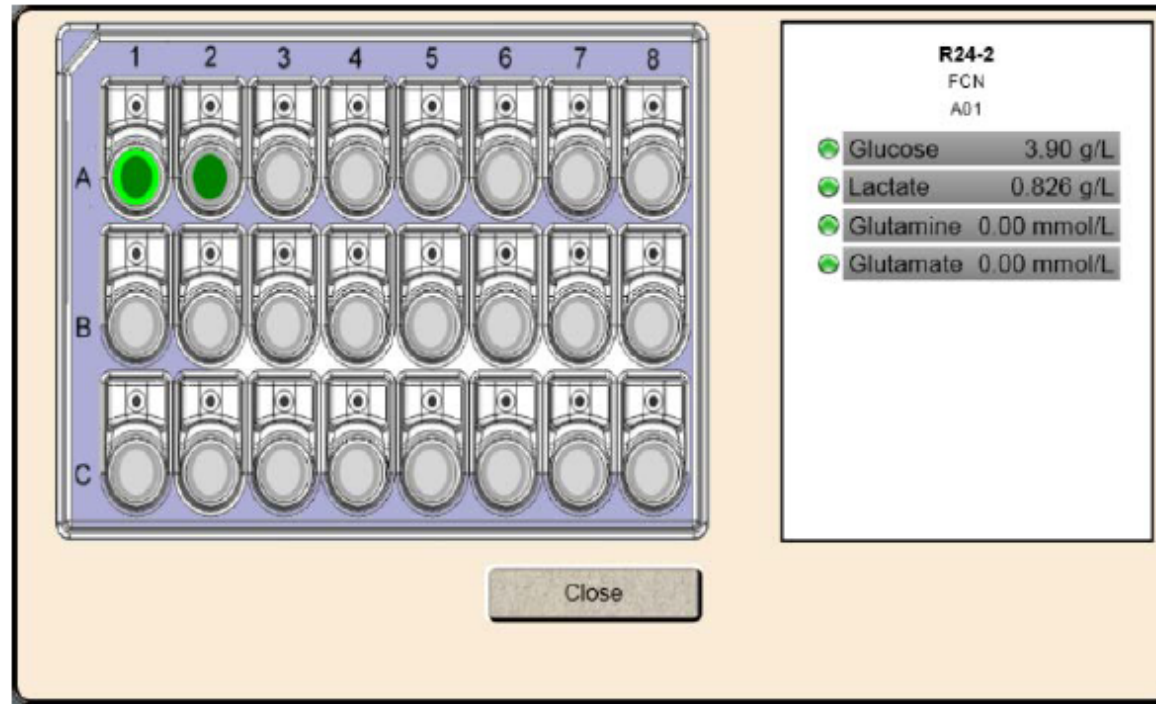 1 2 3 4 5 6 7 8
A
B
C
R24-2
FCN
A01
Glucose 3.90 g/L
Lactate 0.826 g/L
Glutamine 0.00 mmol/L
Glutamate 0.00 mmol/L
Close